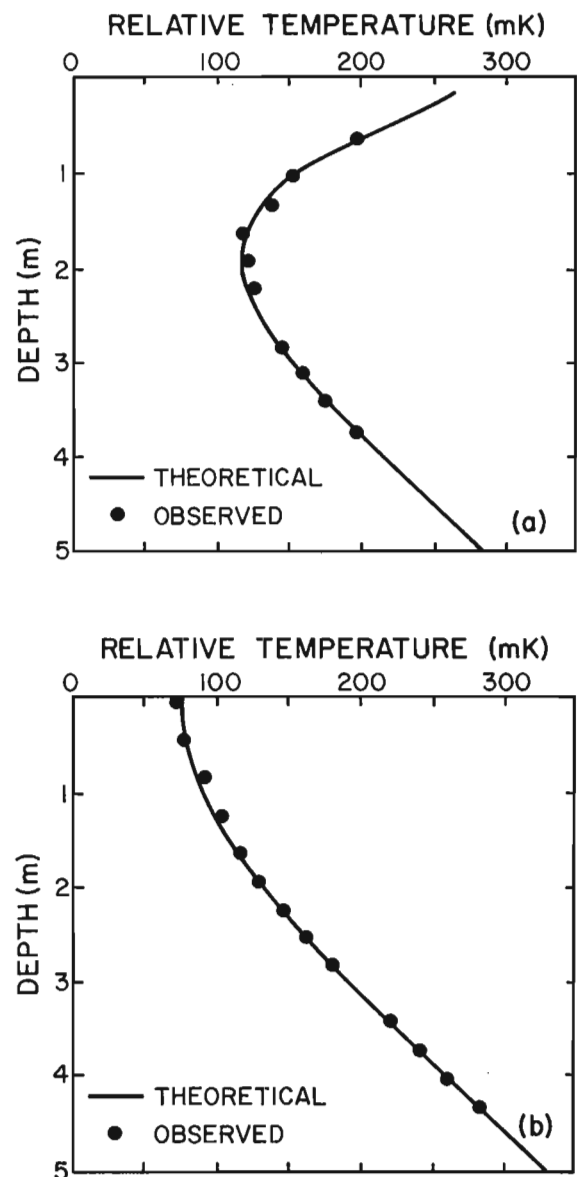 RELATIVE TEMPERATURE (mK)
0 100 200 300
DEPTH (m)
1
2
3
4
5
THEORETICAL
OBSERVED
(a)
RELATIVE TEMPERATURE (mK)
0 100 200 300
DEPTH (m)
1
2
3
4
5
THEORETICAL
OBSERVED
(b)